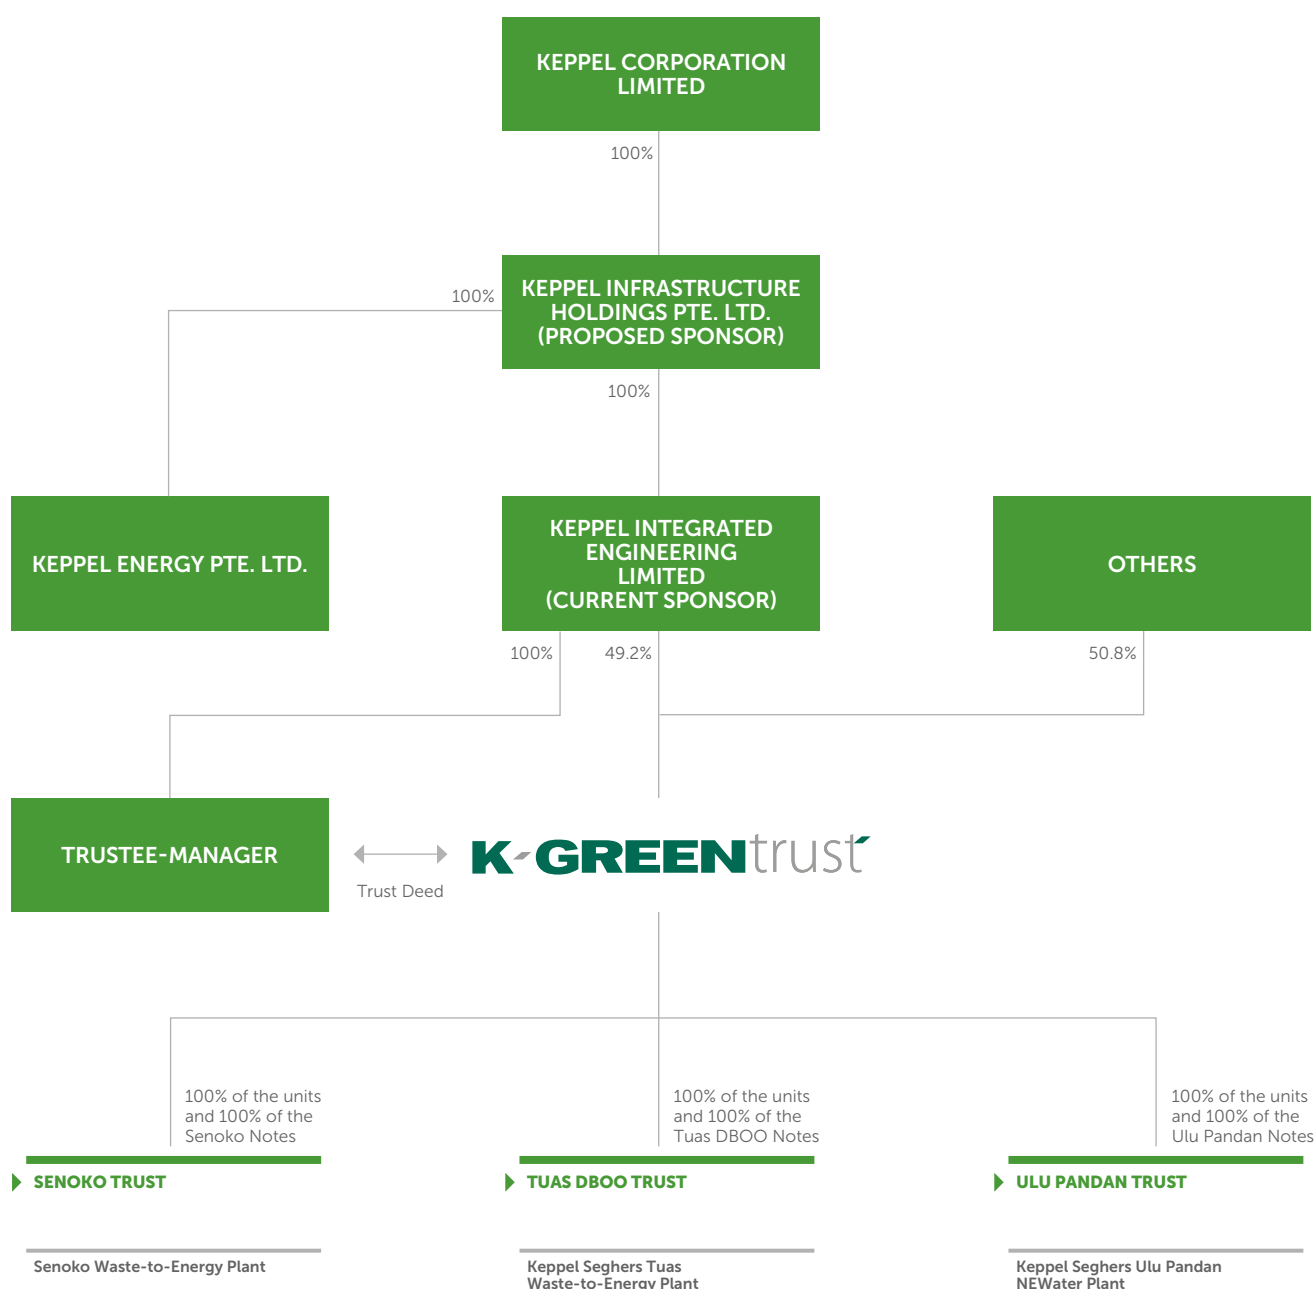 KEPPEL CORPORATION
LIMITED
100%
KEPPEL INFRASTRUCTURE
HOLDINGS PTE. LTD.
(PROPOSED SPONSOR)
100%
100%
KEPPEL ENERGY PTE. LTD.
KEPPEL INTEGRATED
ENGINEERING
LIMITED
(CURRENT SPONSOR)
OTHERS
100%
49.2%
50.8%
TRUSTEE-MANAGER
Trust Deed
K-GREENtrust
100% of the units
and 100% of the
Senoko Notes
100% of the units
and 100% of the
Tuas DBOO Notes
100% of the units
and 100% of the
Ulu Pandan Notes
SENOKO TRUST
TUAS DBOO TRUST
ULU PANDAN TRUST
Senoko Waste-to-Energy Plant
Keppel Seghers Tuas
Waste-to-Energy Plant
Keppel Seghers Ulu Pandan
NEWater Plant